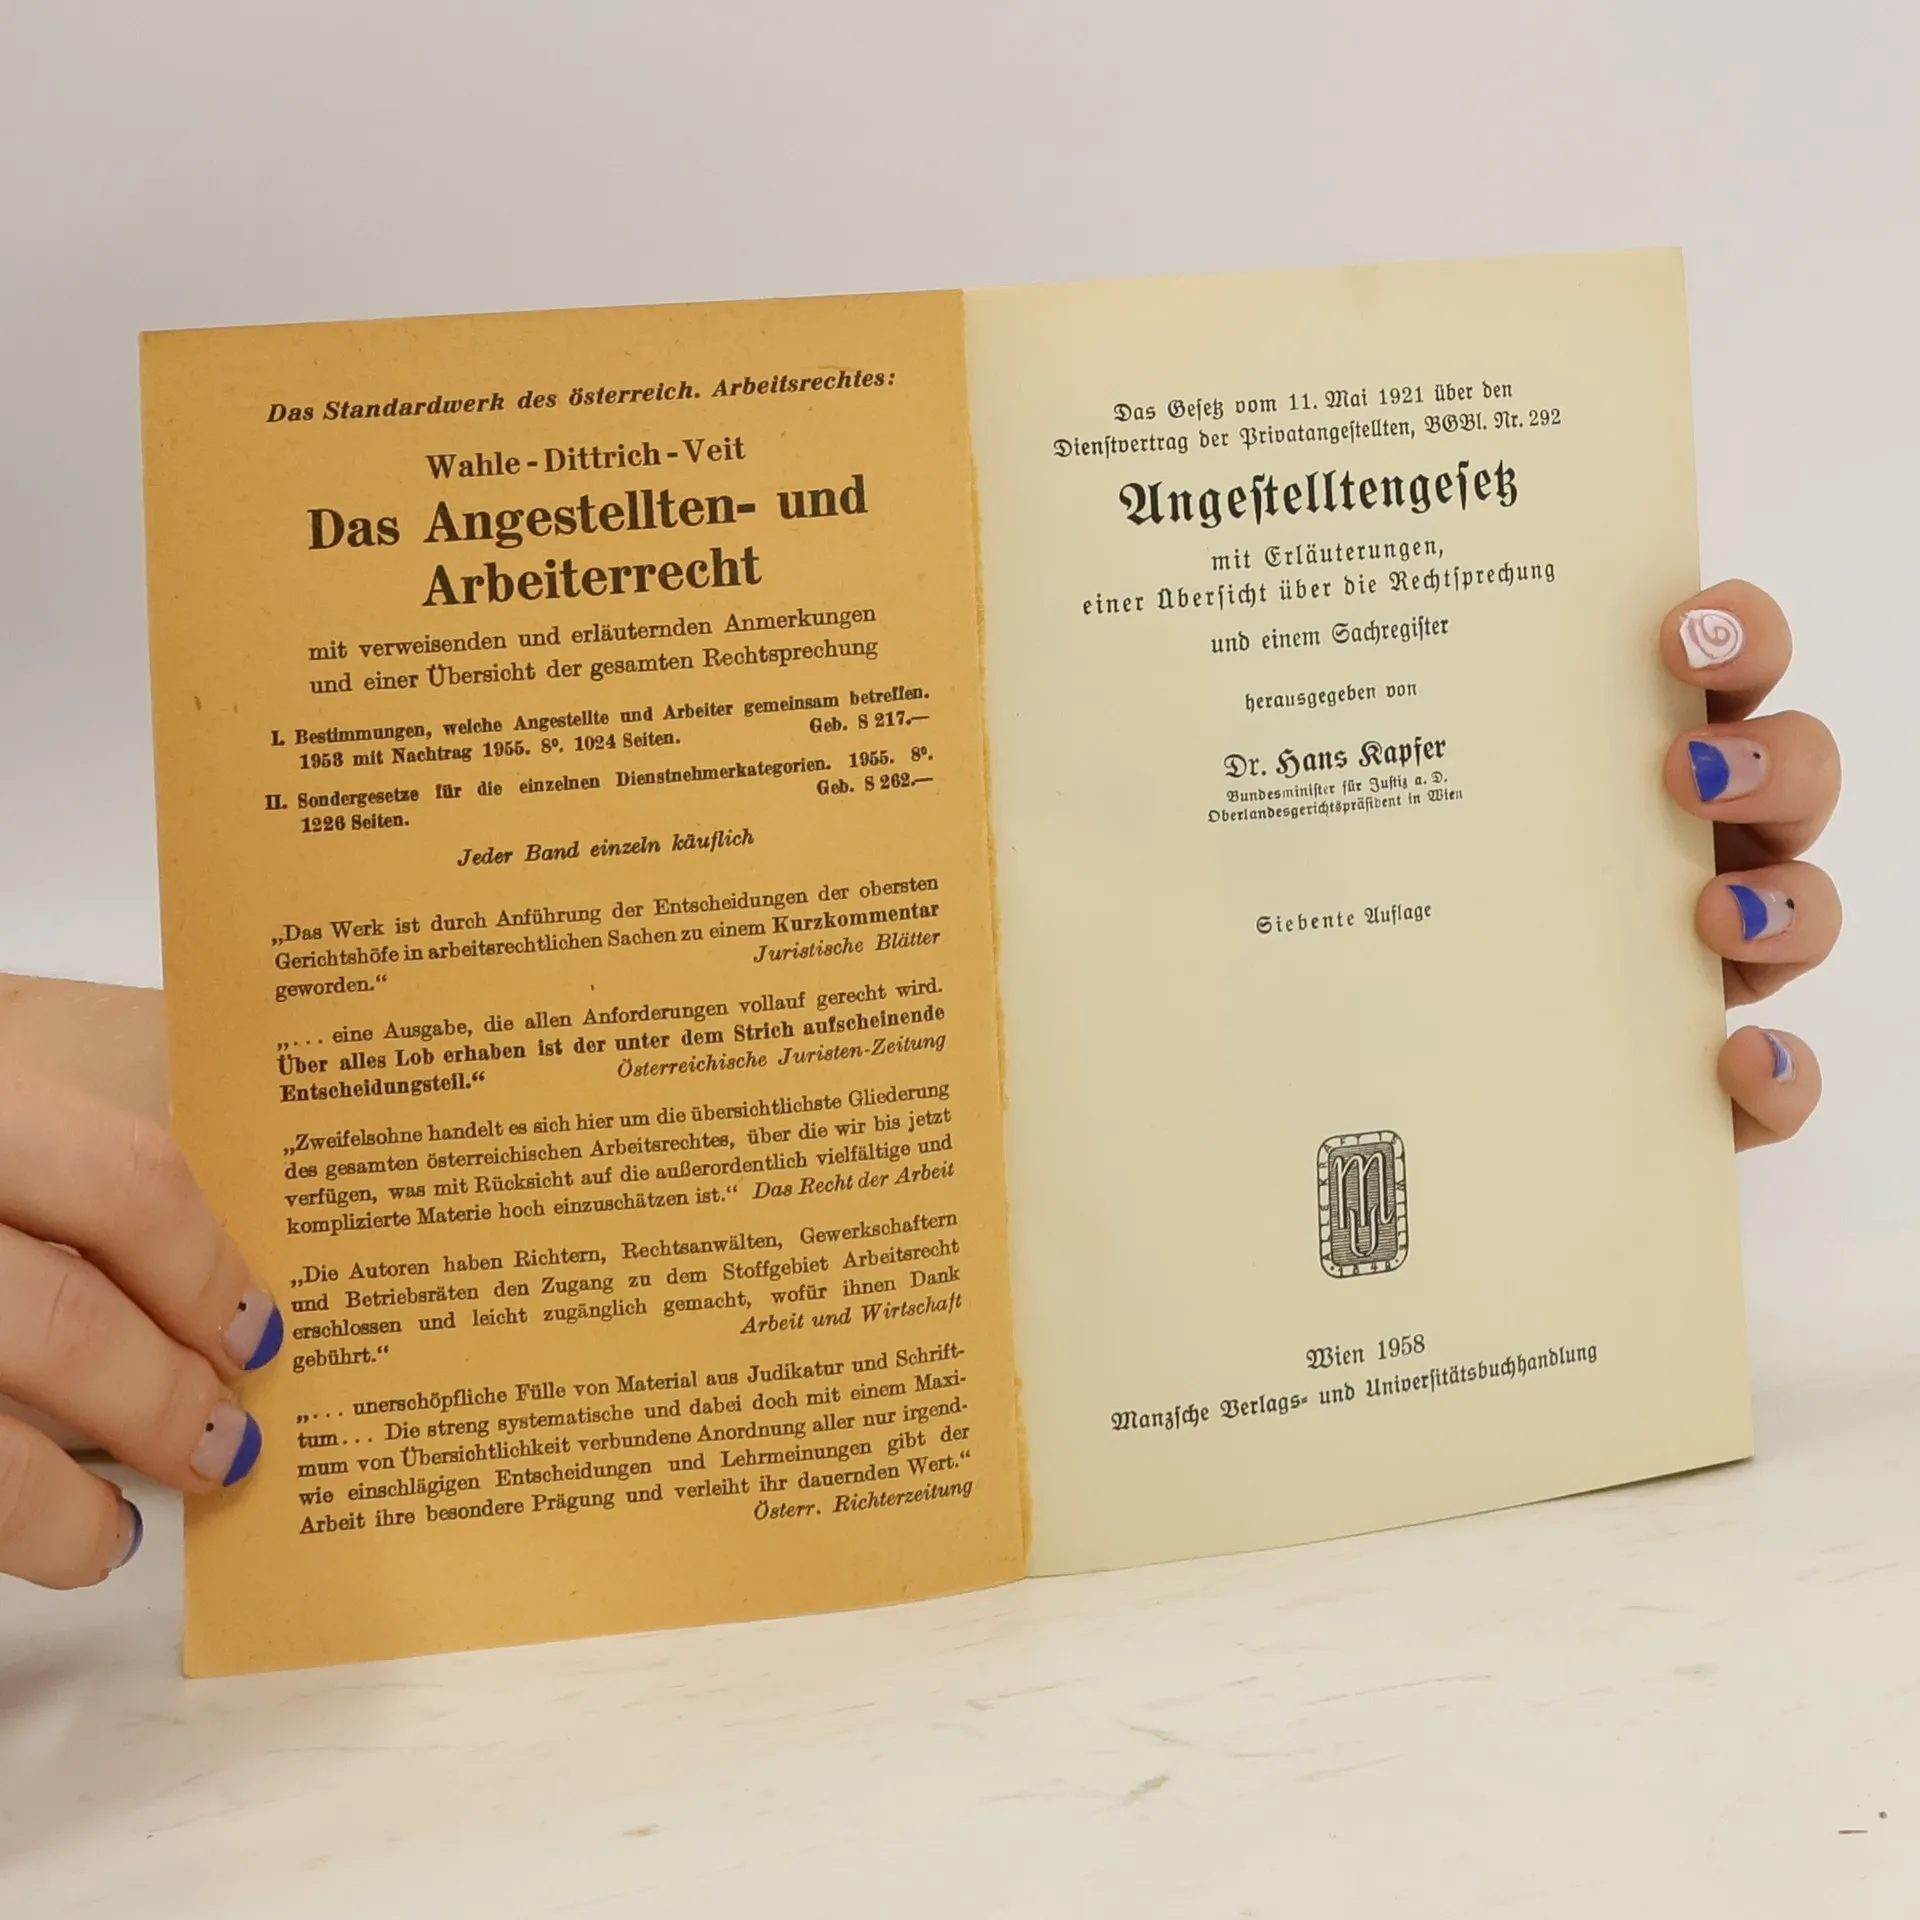 Das Standardwerk des österreich. Arbeitsrechtes:
Wahle - Dittrich - Veit
Das Angestellten- und
Arbeiterrecht
mit verweisenden und erläuternden Anmerkungen
und einer Übersicht der gesamten Rechtsprechung
I. Bestimmungen, welche Angestellte und Arbeiter gemeinsam betreffen.
1953 mit Nachtrag 1955. 8º. 1024 Seiten. Geb. S 217.—
II. Sondergesetze für die einzelnen Dienstnehmerkategorien. 1955. 8º.
1226 Seiten. Geb. S 262.—
Jeder Band einzeln käuflich
„Das Werk ist durch Anführung der Entscheidungen der obersten
Gerichtshöfe in arbeitsrechtlichen Sachen zu einem Kurzkommentar
geworden.“ Juristische Blätter
„. . . eine Ausgabe, die allen Anforderungen vollauf gerecht wird.
Über alles Lob erhaben ist der unter dem Strich aufscheinende
Entscheidungsteil.“ Österreichische Juristen-Zeitung
„Zweifelsohne handelt es sich hier um die übersichtlichste Gliederung
des gesamten österreichischen Arbeitsrechtes, über die wir bis jetzt
verfügen, was mit Rücksicht auf die außerordentlich vielfältige und
komplizierte Materie hoch einzuschätzen ist.“ Das Recht der Arbeit
„Die Autoren haben Richtern, Rechtsanwälten, Gewerkschaftern
und Betriebsräten den Zugang zu dem Stoffgebiet Arbeitsrecht
erschlossen und leicht zugänglich gemacht, wofür ihnen Dank
gebührt.“ Arbeit und Wirtschaft
„. . . unerschöpfliche Fülle von Material aus Judikatur und Schrift-
tum . . . Die streng systematische und dabei doch mit einem Maxi-
mum von Übersichtlichkeit verbundene Anordnung aller nur irgend-
wie einschlägigen Entscheidungen und Lehrmeinungen gibt der
Arbeit ihre besondere Prägung und verleiht ihr dauernden Wert.“
Österr. Richterzeitung
Das Geſetz vom 11. Mai 1921 über den
Dienſtvertrag der Privatangeſtellten, BGBl. Nr. 292
Angeſtelltengeſetz
mit Erläuterungen,
einer Überſicht über die Rechtſprechung
und einem Sachregiſter
herausgegeben von
Dr. Hans Kapfer
Bundesminiſter für Juſtiz a. D.
Oberlandesgerichtspräſident in Wien
Siebente Auflage
ALLE KRAFT IM WILLEN
MJ
1848
Wien 1958
Manzſche Verlags- und Univerſitätsbuchhandlung